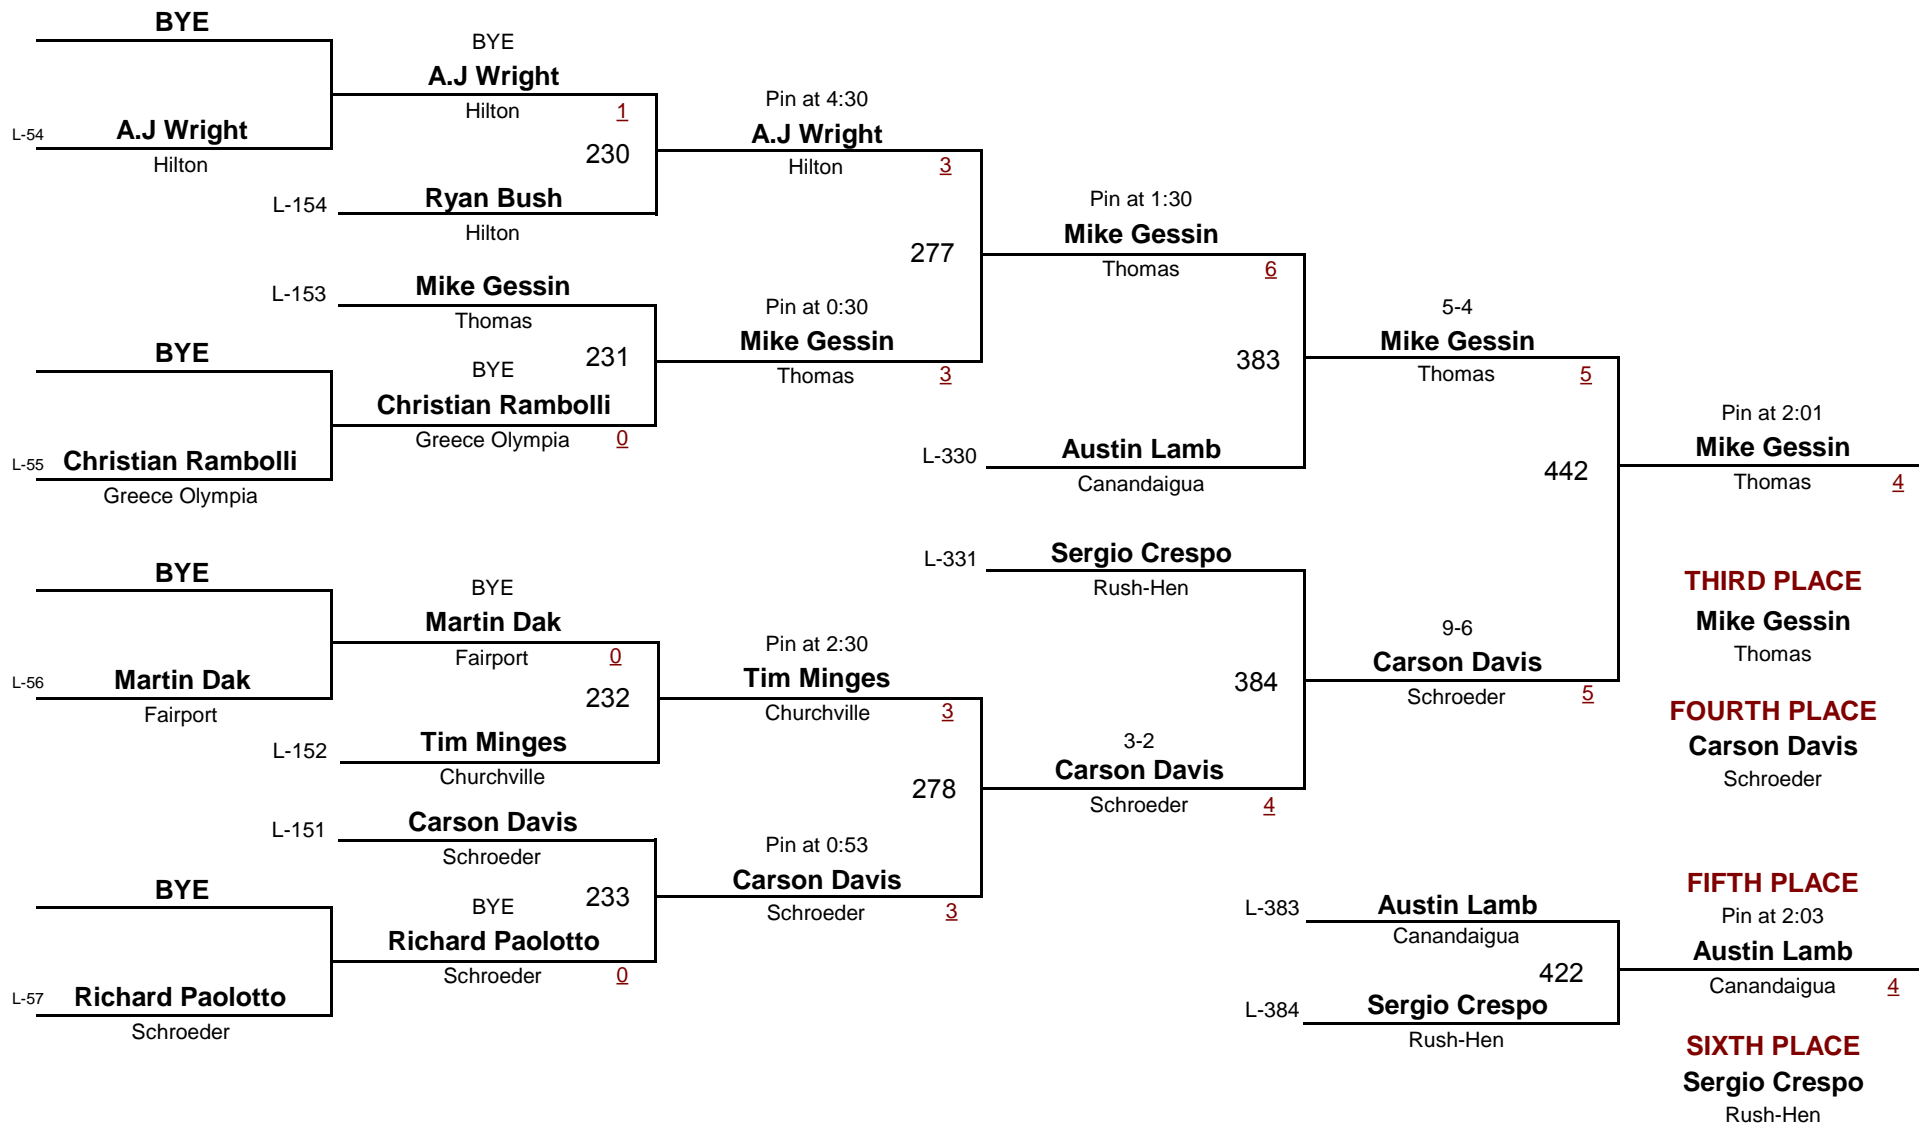 BYE
L-54 A.J Wright
Hilton
BYE
A.J Wright
Hilton 1
230
L-154 Ryan Bush
Hilton
L-153 Mike Gessin
Thomas
231
BYE
BYE
Christian Rambolli
Greece Olympia 0
L-55 Christian Rambolli
Greece Olympia
BYE
L-56 Martin Dak
Fairport
BYE
Martin Dak
Fairport 0
232
L-152 Tim Minges
Churchville
L-151 Carson Davis
Schroeder
233
BYE
BYE
Richard Paolotto
Schroeder 0
L-57 Richard Paolotto
Schroeder
Pin at 4:30
A.J Wright
Hilton 3
277
Pin at 0:30
Mike Gessin
Thomas 3
Pin at 2:30
Tim Minges
Churchville 3
278
Pin at 0:53
Carson Davis
Schroeder 3
Pin at 1:30
Mike Gessin
Thomas 6
383
L-330 Austin Lamb
Canandaigua
L-331 Sergio Crespo
Rush-Hen
384
3-2
Carson Davis
Schroeder 4
5-4
Mike Gessin
Thomas 5
442
9-6
Carson Davis
Schroeder 5
Pin at 2:01
Mike Gessin
Thomas 4
THIRD PLACE
Mike Gessin
Thomas
FOURTH PLACE
Carson Davis
Schroeder
L-383 Austin Lamb
Canandaigua
422
L-384 Sergio Crespo
Rush-Hen
FIFTH PLACE
Pin at 2:03
Austin Lamb
Canandaigua 4
SIXTH PLACE
Sergio Crespo
Rush-Hen